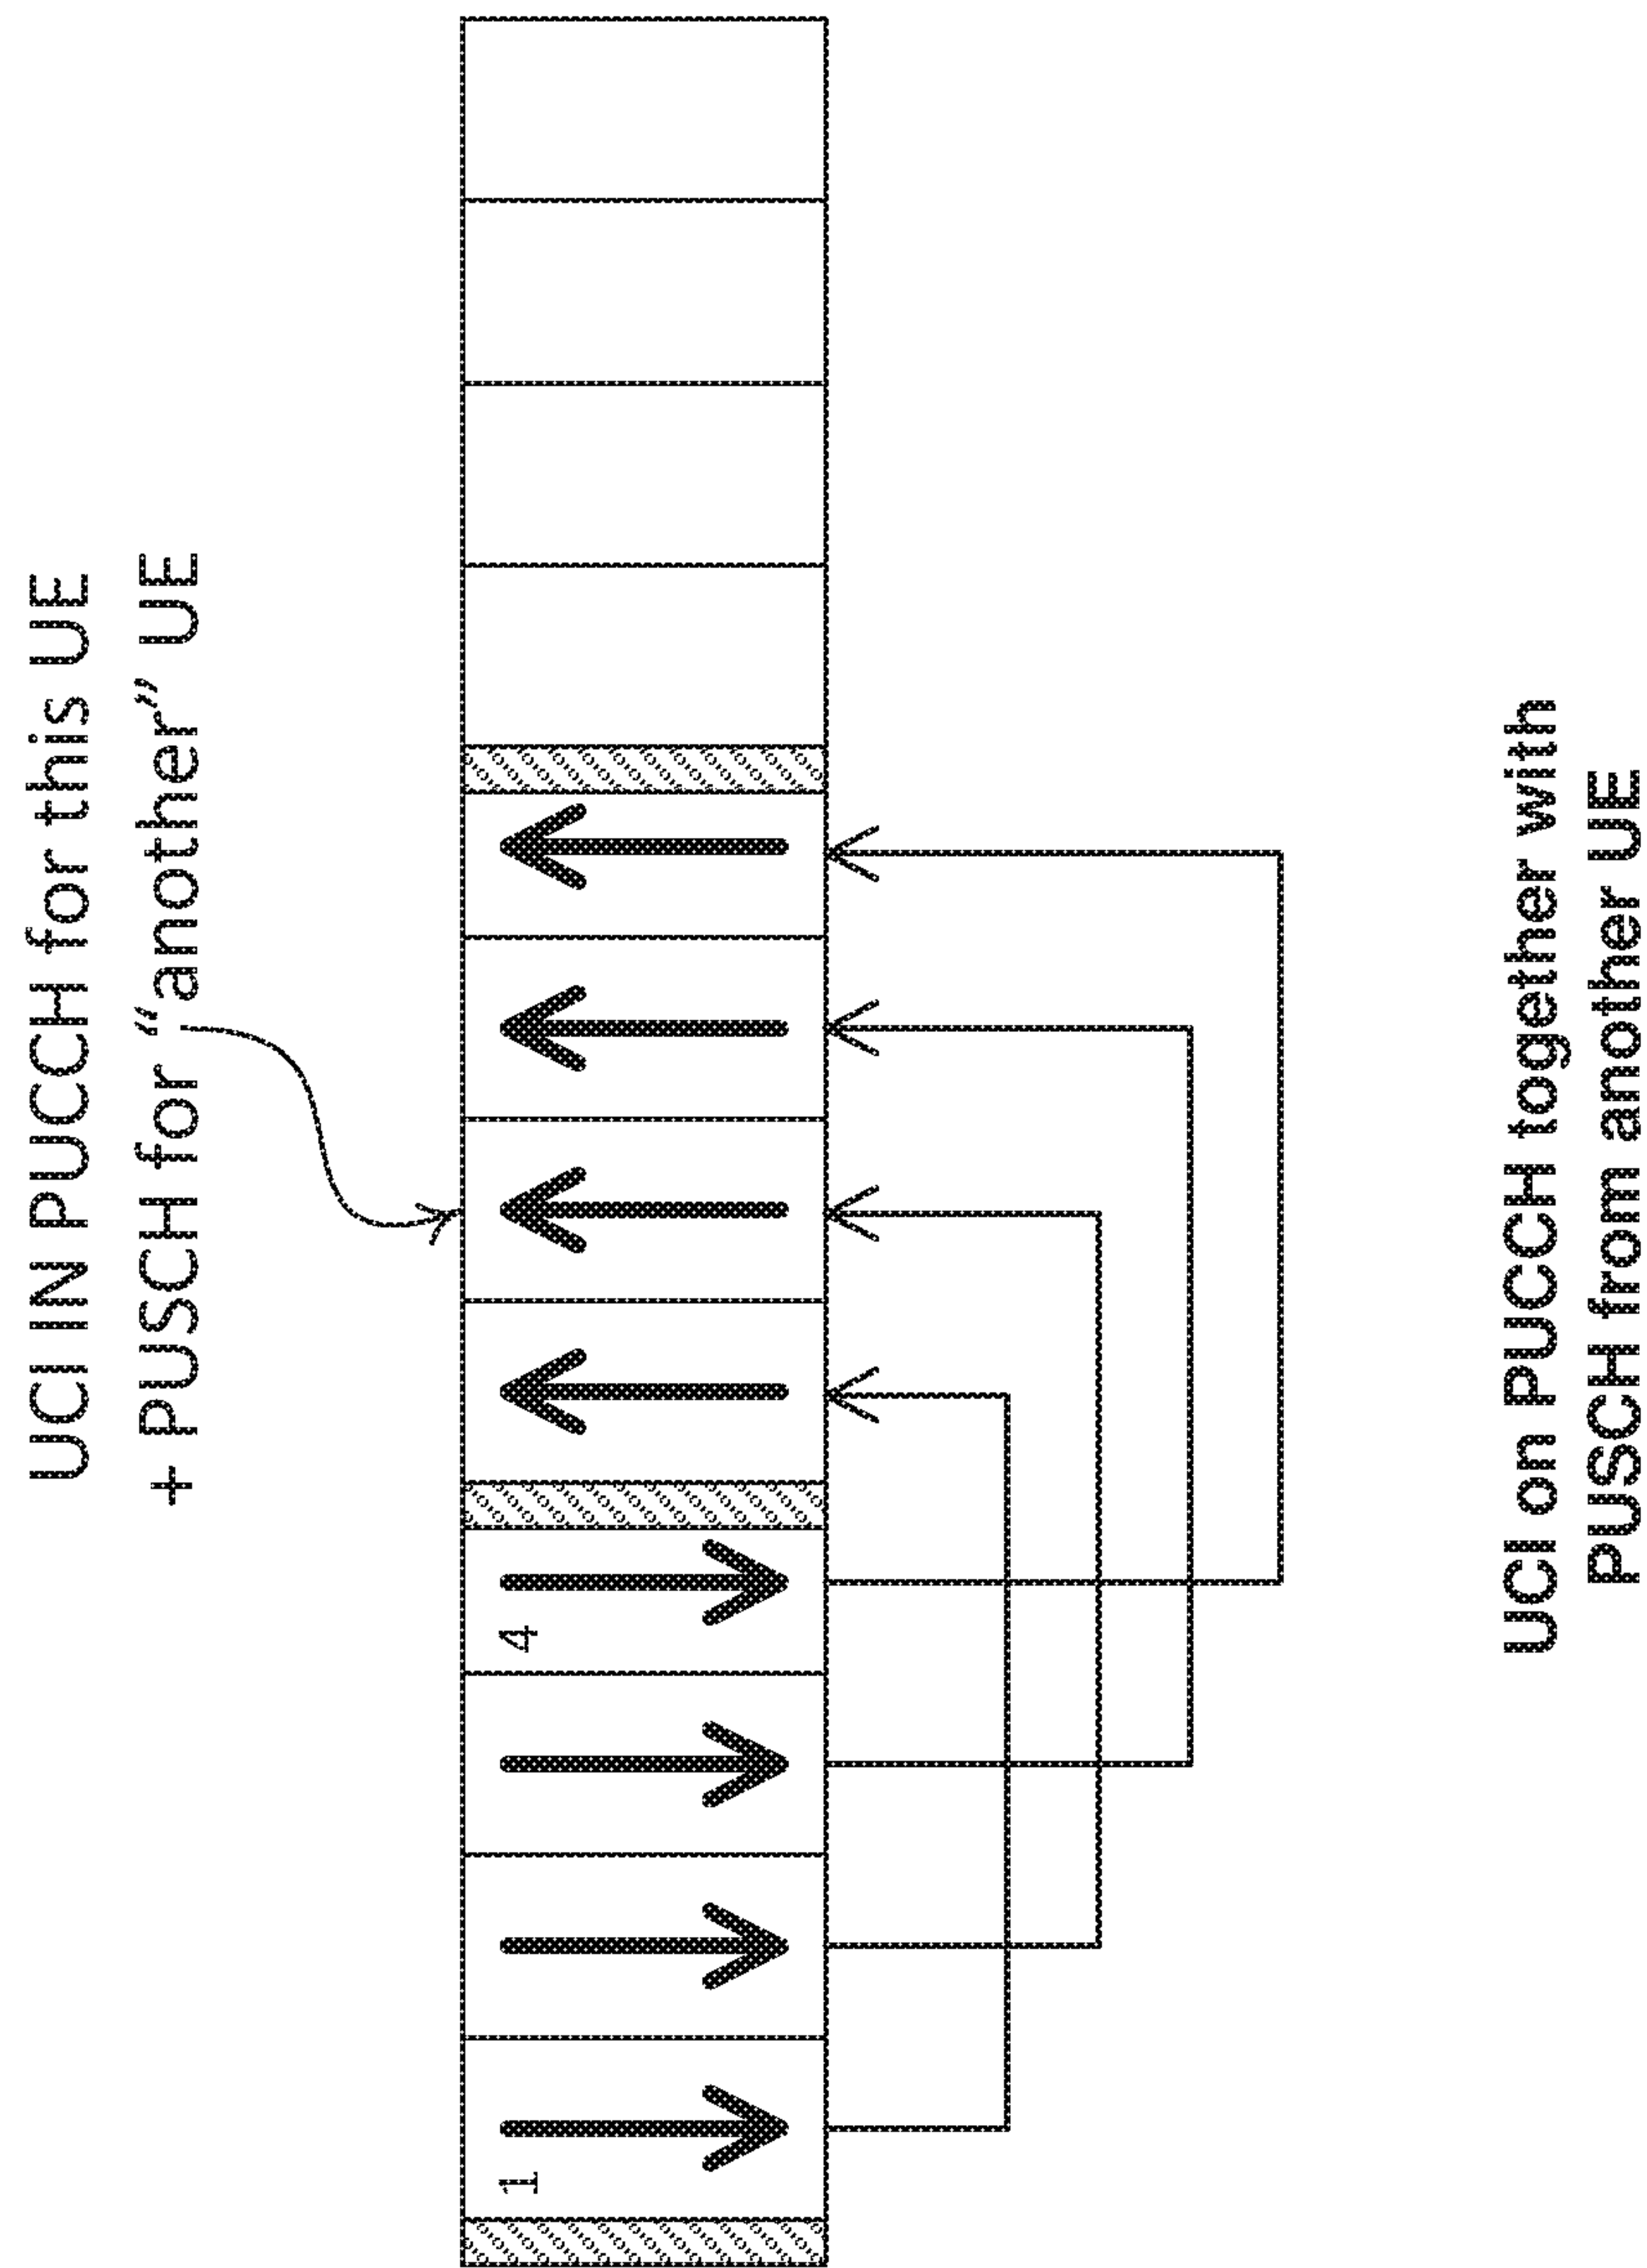 UCI IN PUCCH for this UE
+ PUSCH for “another” UE
1
4
UCI on PUCCH together with
PUSCH from another UE